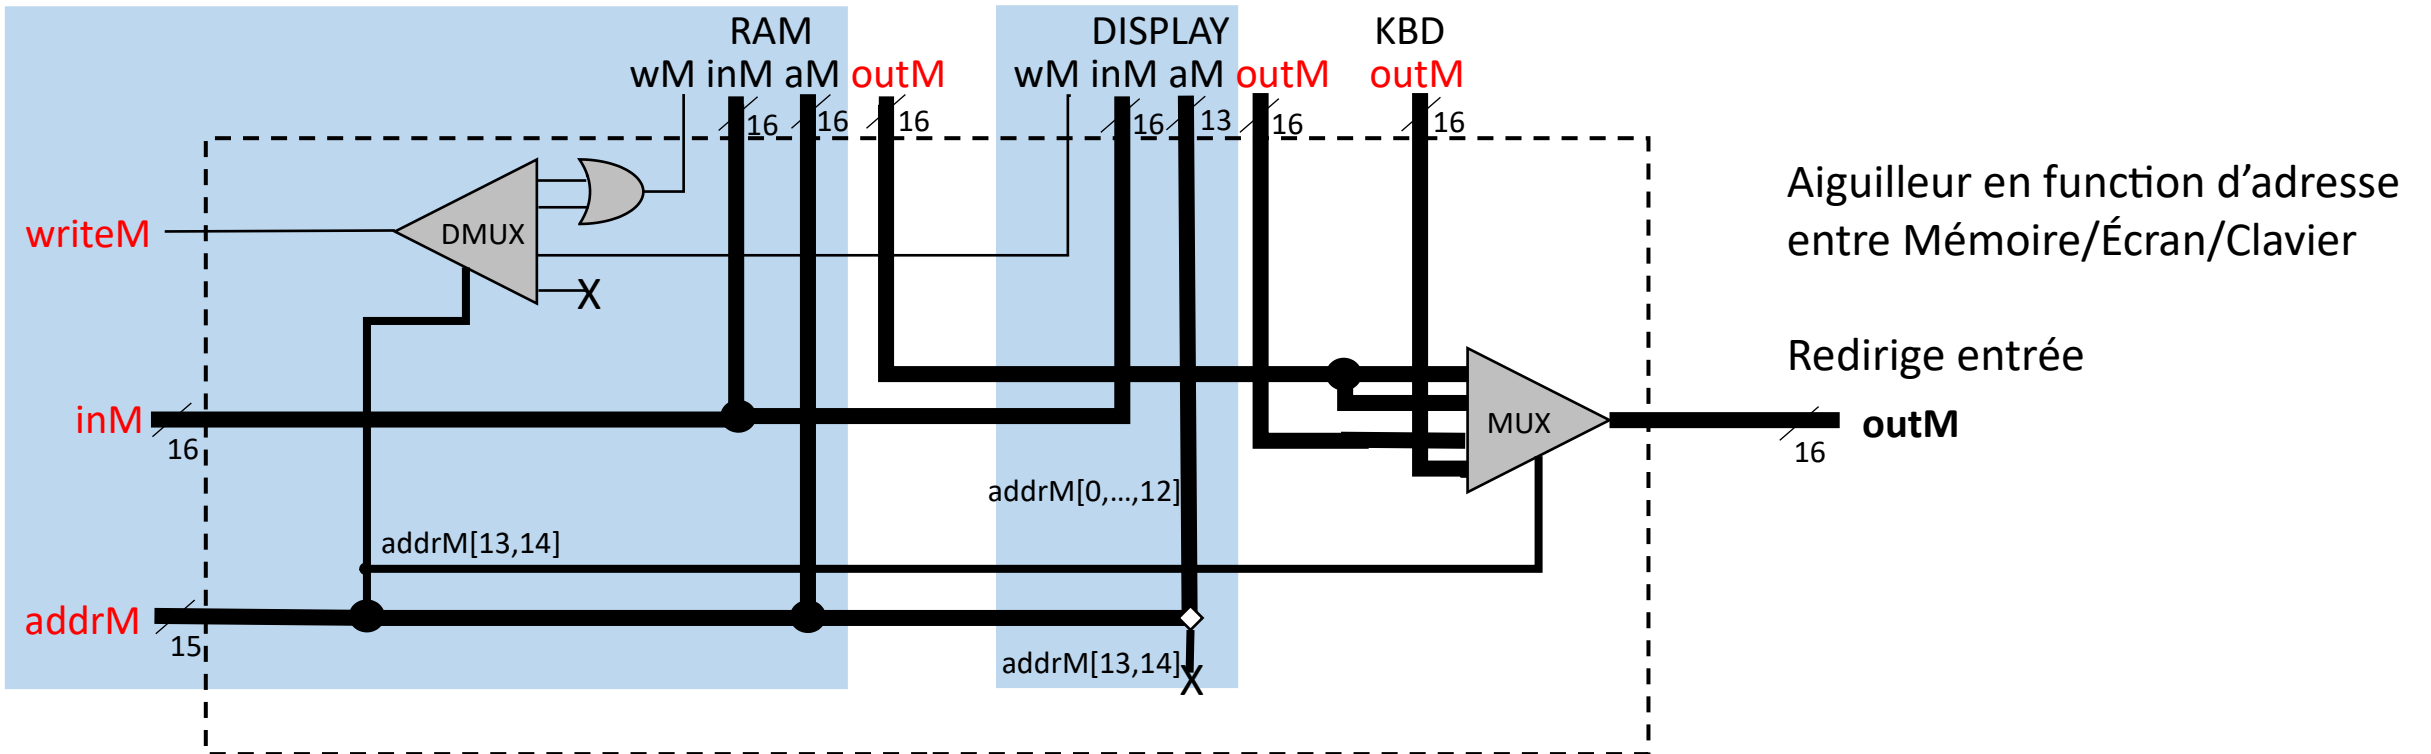 RAM
DISPLAY
KBD
wM inM aM outM
wM inM aM outM
outM
16
16
16
16
13
16
16
writeM
DMUX
X
Aiguilleur en function d'adresse
entre Mémoire/Écran/Clavier
Redirige entrée
inM
16
MUX
outM
16
addrM[0,...,12]
addrM[13,14]
addrM
15
addrM[13,14]
X